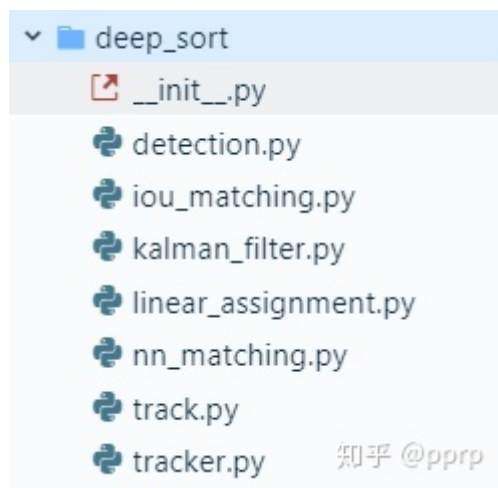 deep_sort
__init__.py
detection.py
iou_matching.py
kalman_filter.py
linear_assignment.py
nn_matching.py
track.py
tracker.py
知乎 @pprp